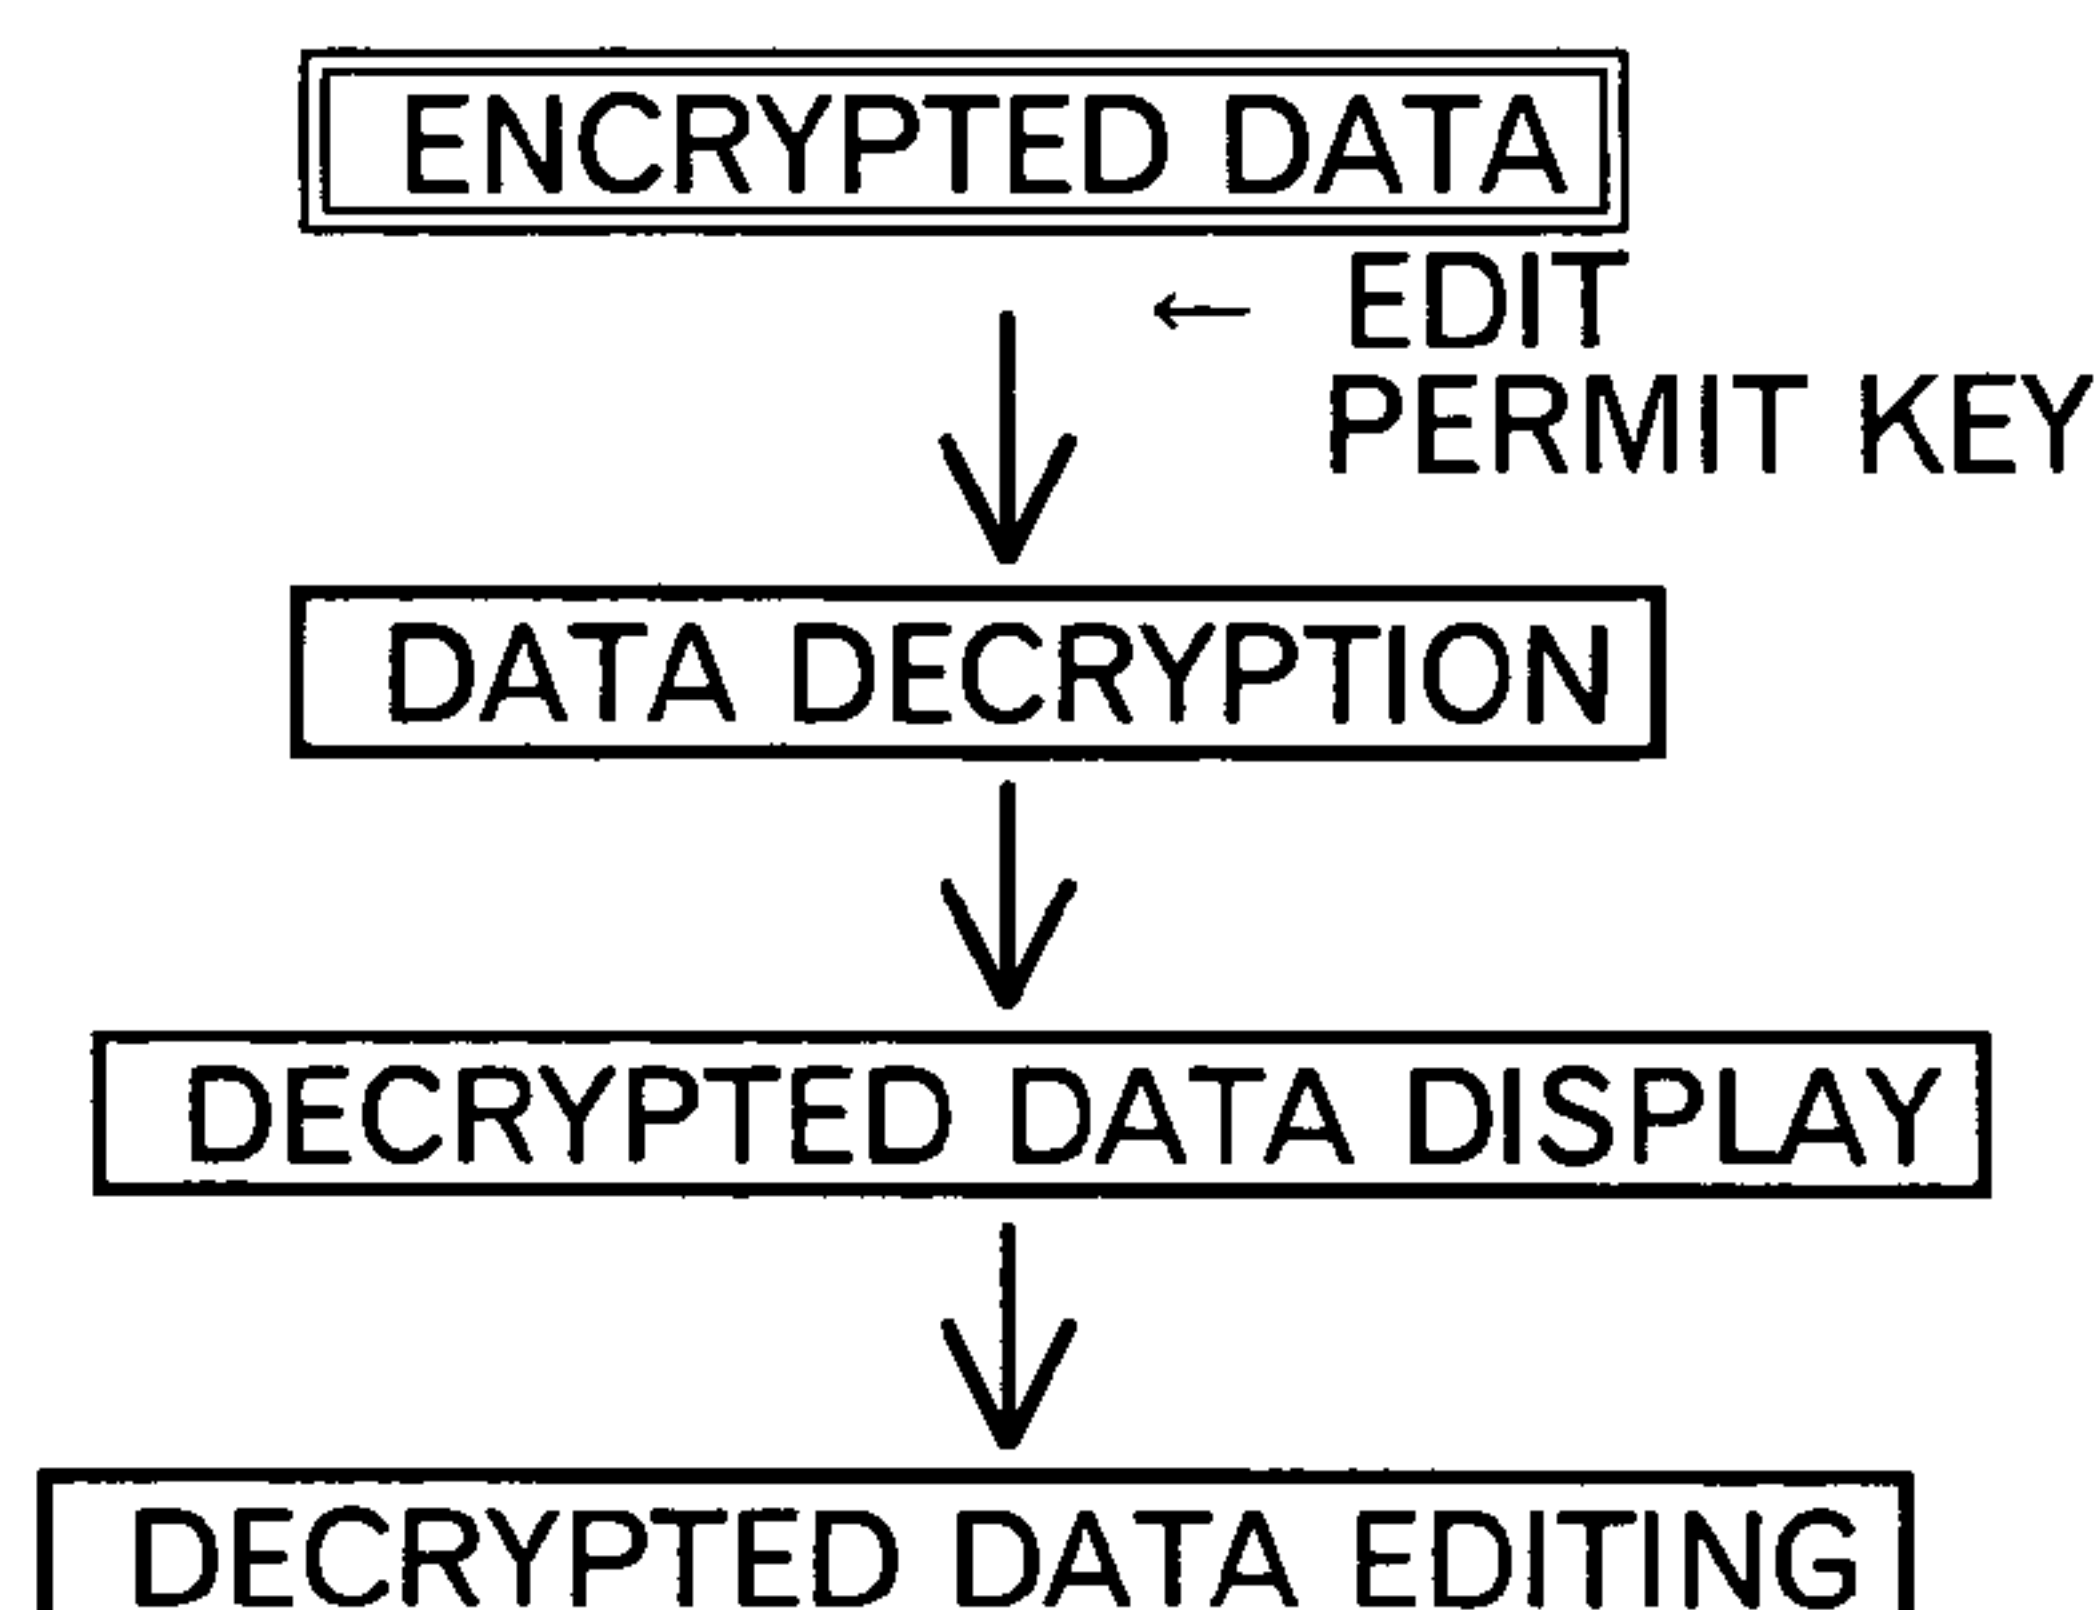 ENCRYPTED DATA
← EDIT
PERMIT KEY
DATA DECRYPTION
DECRYPTED DATA DISPLAY
DECRYPTED DATA EDITING